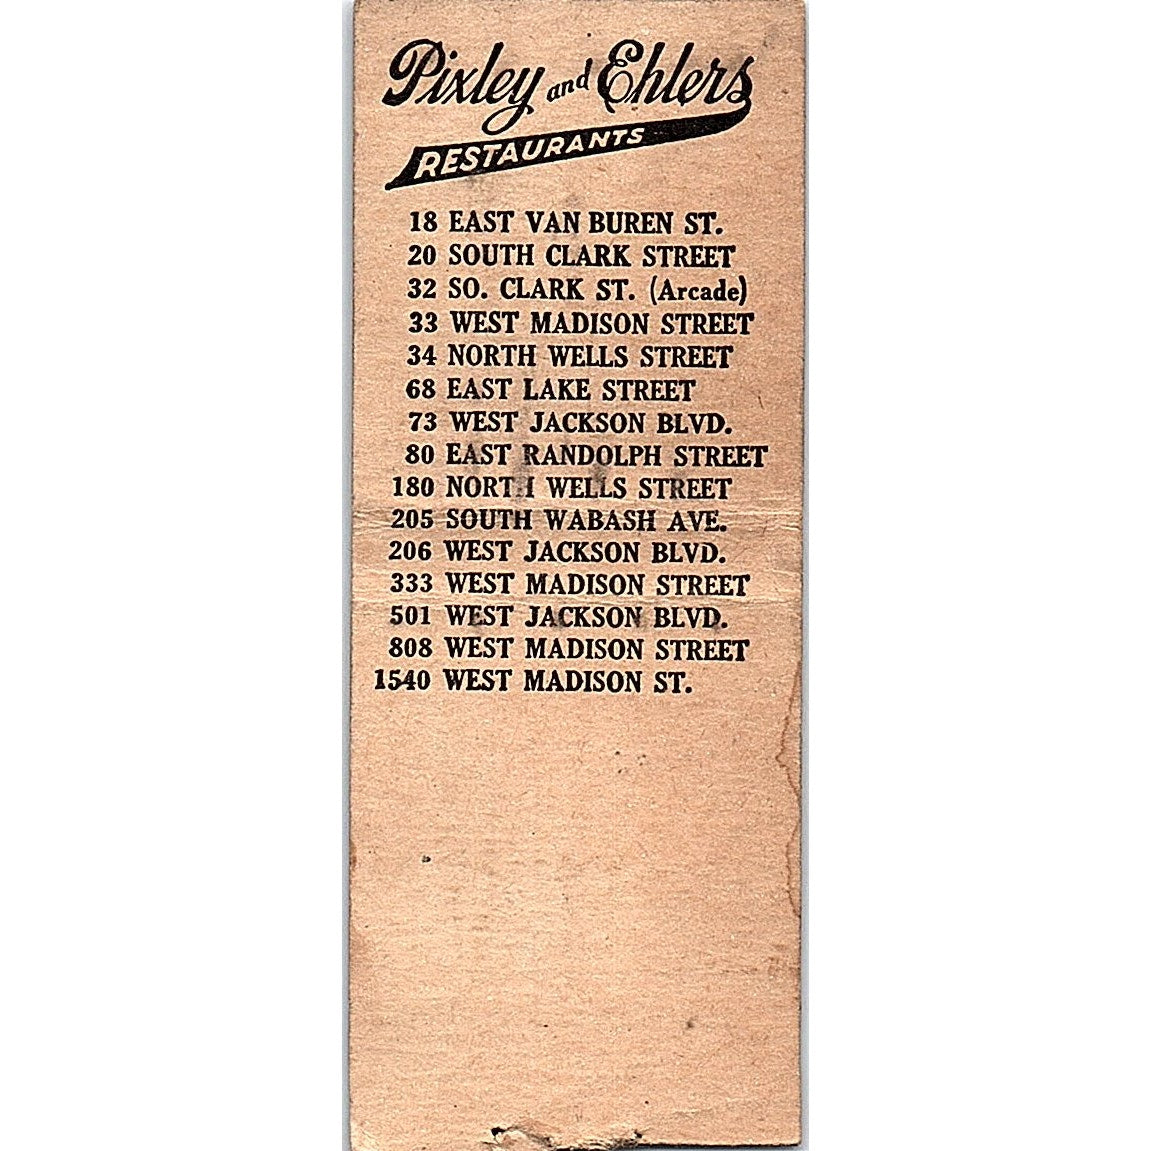 Pixley and Ehlers
RESTAURANTS
18 EAST VAN BUREN ST.
20 SOUTH CLARK STREET
32 SO. CLARK ST. (Arcade)
33 WEST MADISON STREET
34 NORTH WELLS STREET
68 EAST LAKE STREET
73 WEST JACKSON BLVD.
80 EAST RANDOLPH STREET
180 NORTH WELLS STREET
205 SOUTH WABASH AVE.
206 WEST JACKSON BLVD.
333 WEST MADISON STREET
501 WEST JACKSON BLVD.
808 WEST MADISON STREET
1540 WEST MADISON ST.